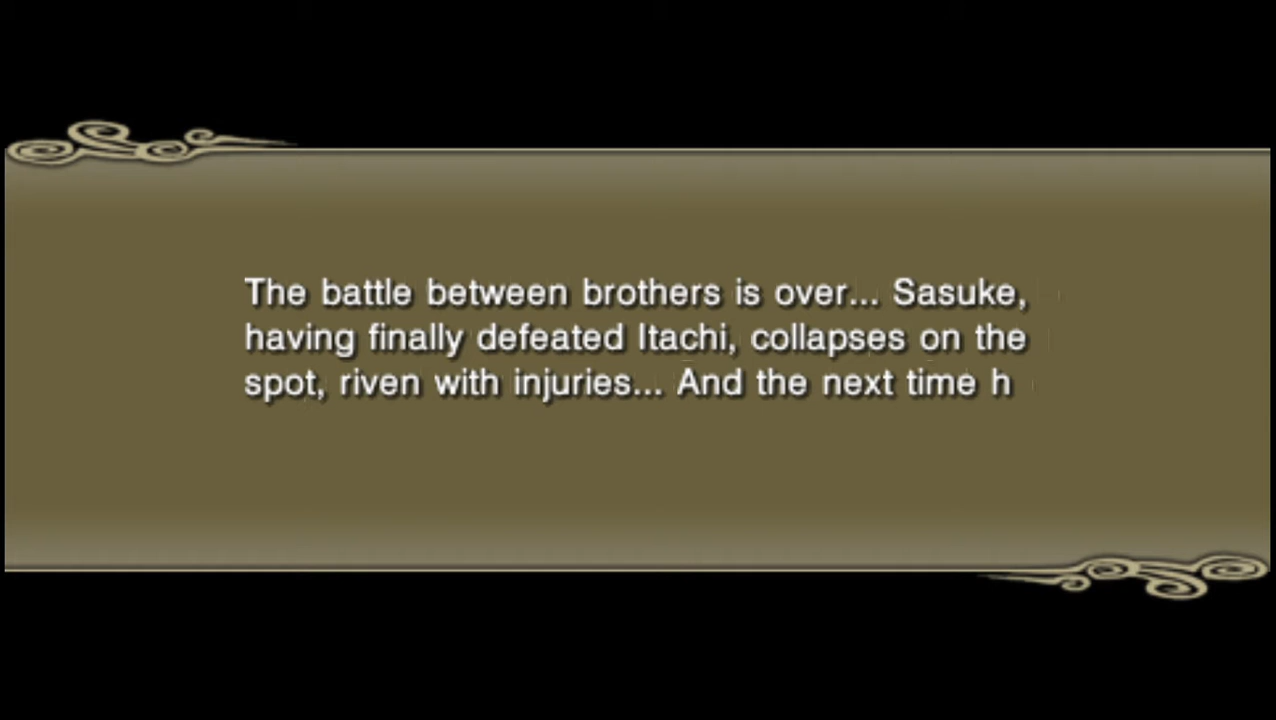 The battle between brothers is over... Sasuke,
having finally defeated Itachi, collapses on the
spot, riven with injuries... And the next time h